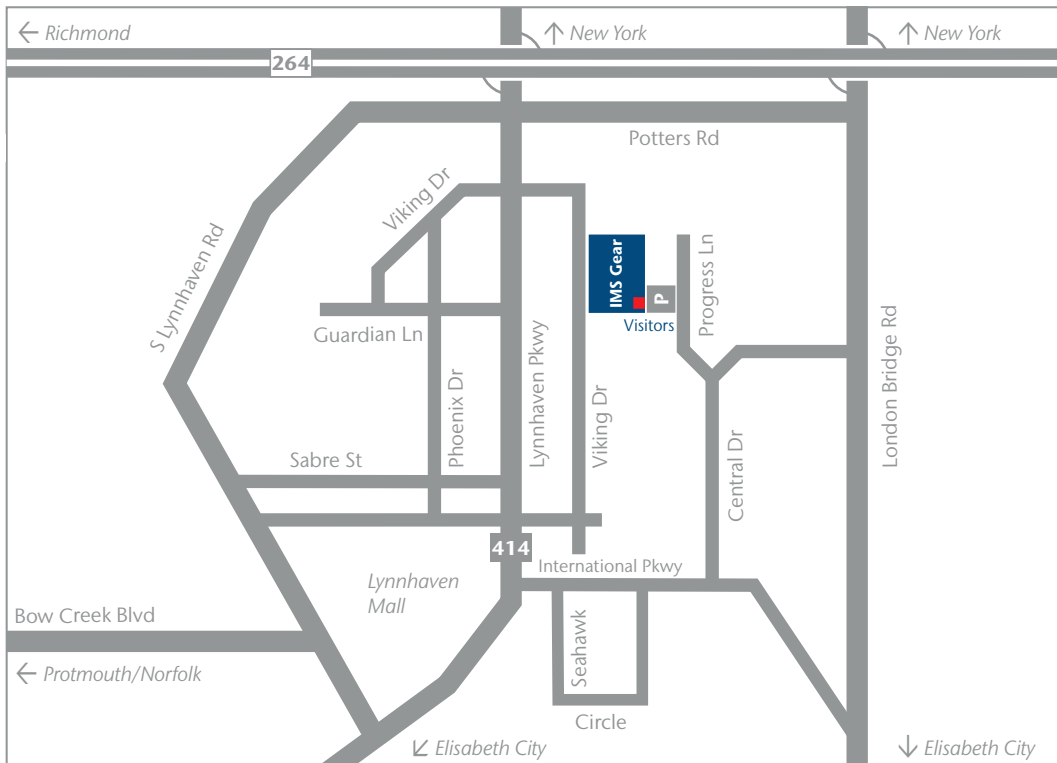 ← Richmond
↑ New York
↑ New York
264
Potters Rd
Viking Dr
S Lynnhaven Rd
IMS Gear
P
Visitors
Progress Ln
Guardian Ln
Phoenix Dr
Lynnhaven Pkwy
Viking Dr
London Bridge Rd
Central Dr
Sabre St
414
International Pkwy
Lynnhaven
Mall
Bow Creek Blvd
Seahawk
Circle
← Protmouth/Norfolk
↙ Elisabeth City
↓ Elisabeth City